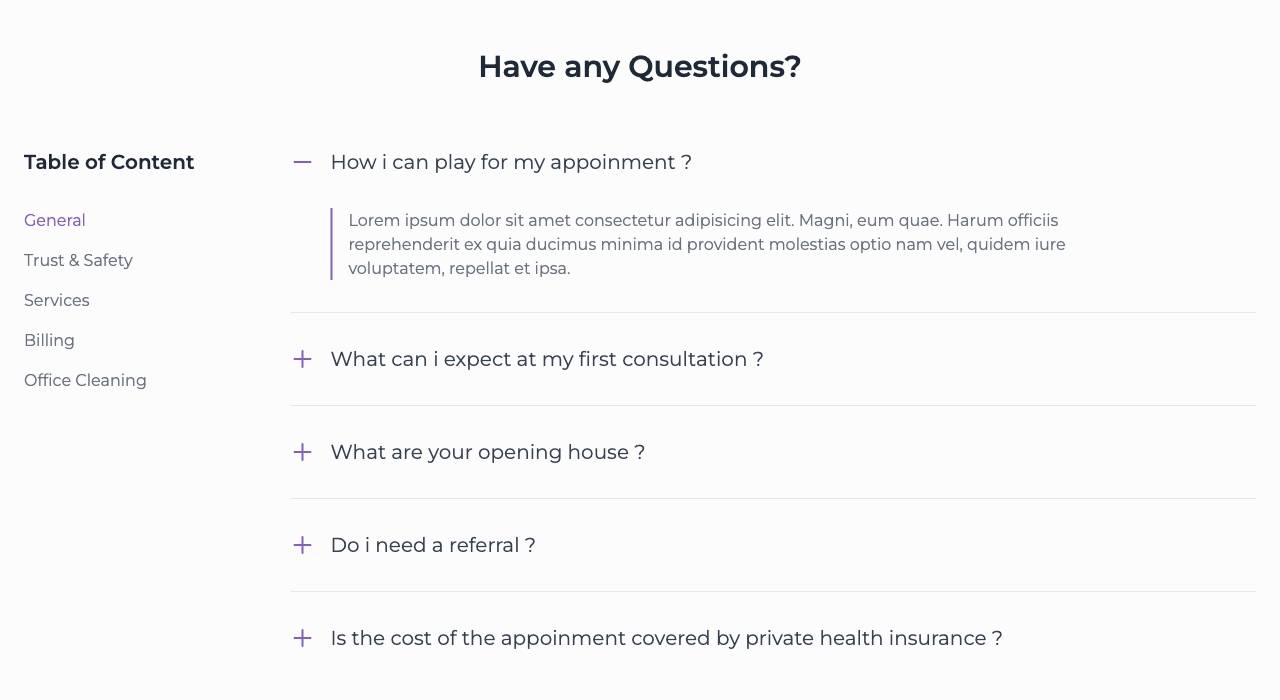 Have any Questions?
Table of Content
General
Trust & Safety
Services
Billing
Office Cleaning
How i can play for my appoinment ?
Lorem ipsum dolor sit amet consectetur adipisicing elit. Magni, eum quae. Harum officiis
reprehenderit ex quia ducimus minima id provident molestias optio nam vel, quidem iure
voluptatem, repellat et ipsa.
What can i expect at my first consultation ?
What are your opening house ?
Do i need a referral ?
Is the cost of the appoinment covered by private health insurance ?